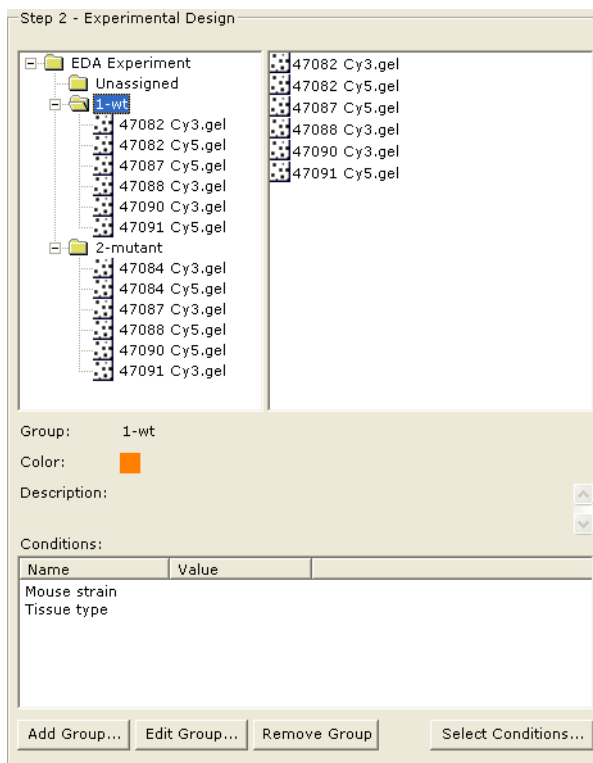 Step 2 - Experimental Design
EDA Experiment
Unassigned
1-wt
47082 Cy3.gel
47082 Cy5.gel
47087 Cy5.gel
47088 Cy3.gel
47090 Cy3.gel
47091 Cy5.gel
2-mutant
47084 Cy3.gel
47084 Cy5.gel
47087 Cy3.gel
47088 Cy5.gel
47090 Cy5.gel
47091 Cy3.gel
47082 Cy3.gel
47082 Cy5.gel
47087 Cy5.gel
47088 Cy3.gel
47090 Cy3.gel
47091 Cy5.gel
Group: 1-wt
Color:
Description:
Conditions:
Name Value
Mouse strain
Tissue type
Add Group... Edit Group... Remove Group Select Conditions...